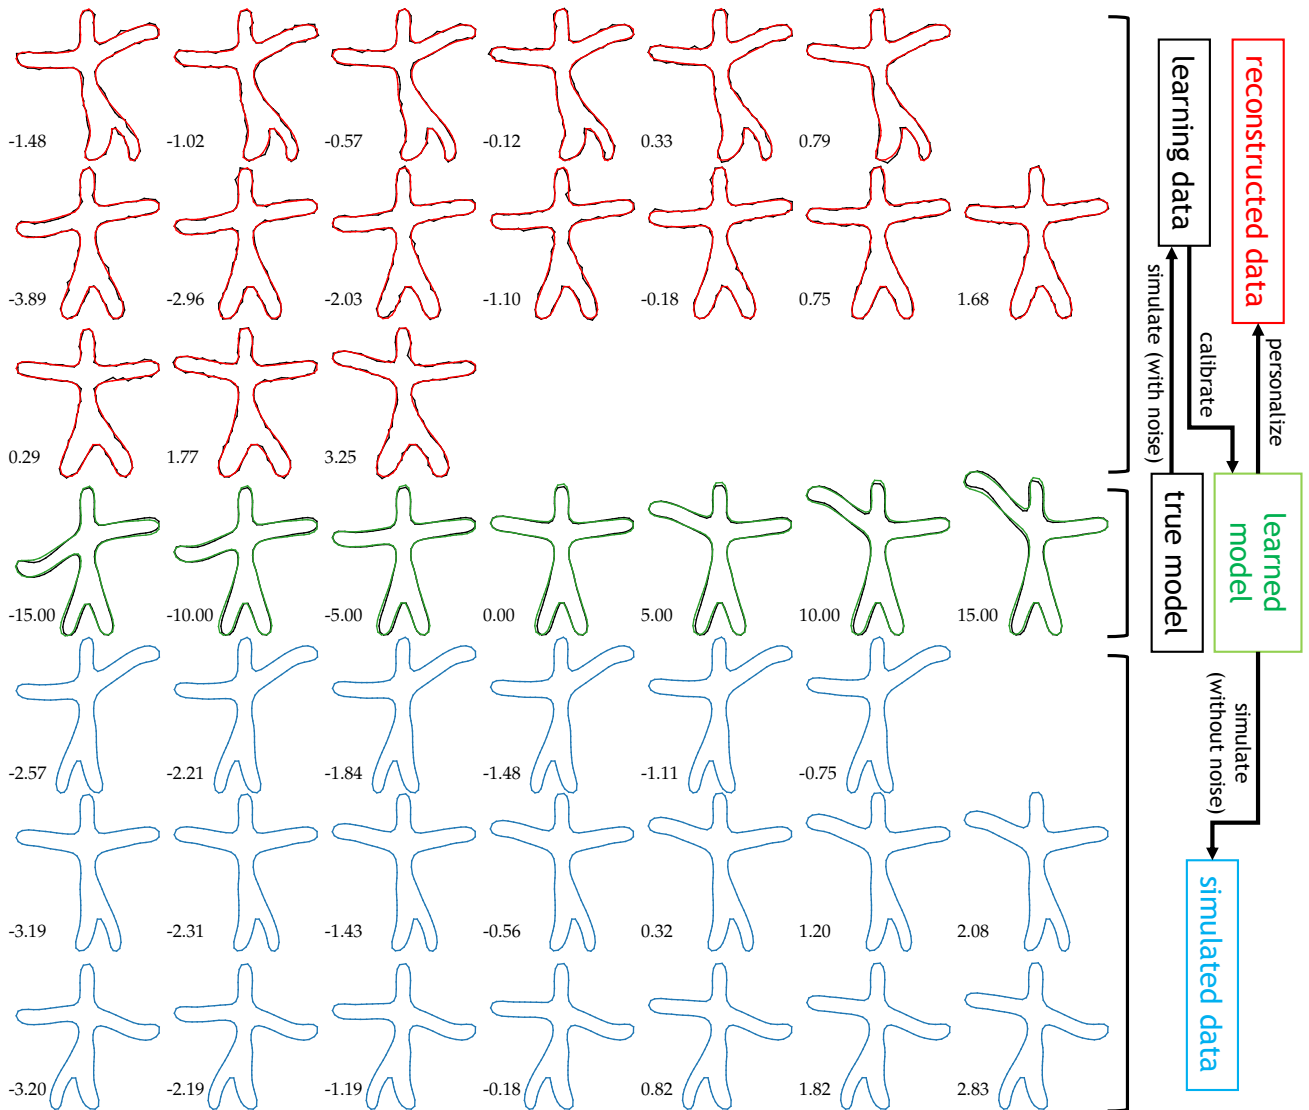 -1.48 -1.02 -0.57 -0.12 0.33 0.79
-3.89 -2.96 -2.03 -1.10 -0.18 0.75 1.68
0.29 1.77 3.25
-15.00 -10.00 -5.00 0.00 5.00 10.00 15.00
-2.57 -2.21 -1.84 -1.48 -1.11 -0.75
-3.19 -2.31 -1.43 -0.56 0.32 1.20 2.08
-3.20 -2.19 -1.19 -0.18 0.82 1.82 2.83
reconstructed data
learning data
personalize
calibrate
simulate (with noise)
learned
model
true model
simulate
(without noise)
simulated data